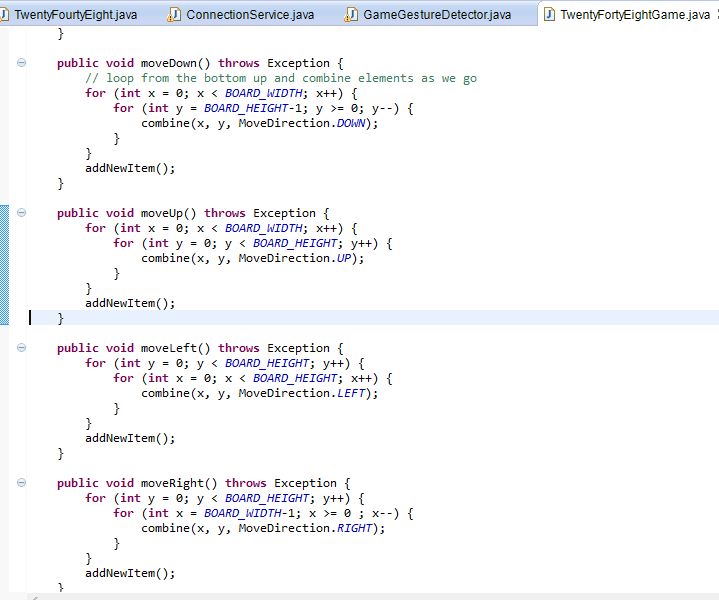 TwentyFourtyEight.java ConnectionService.java GameGestureDetector.java TwentyFortyEightGame.java
}
public void moveDown() throws Exception {
// loop from the bottom up and combine elements as we go
for (int x = 0; x < BOARD_WIDTH; x++) {
for (int y = BOARD_HEIGHT-1; y >= 0; y--) {
combine(x, y, MoveDirection.DOWN);
}
}
addNewItem();
}
public void moveUp() throws Exception {
for (int x = 0; x < BOARD_WIDTH; x++) {
for (int y = 0; y < BOARD_HEIGHT; y++) {
combine(x, y, MoveDirection.UP);
}
}
addNewItem();
}
public void moveLeft() throws Exception {
for (int y = 0; y < BOARD_HEIGHT; y++) {
for (int x = 0; x < BOARD_HEIGHT; x++) {
combine(x, y, MoveDirection.LEFT);
}
}
addNewItem();
}
public void moveRight() throws Exception {
for (int y = 0; y < BOARD_HEIGHT; y++) {
for (int x = BOARD_WIDTH-1; x >= 0 ; x--) {
combine(x, y, MoveDirection.RIGHT);
}
}
addNewItem();
}